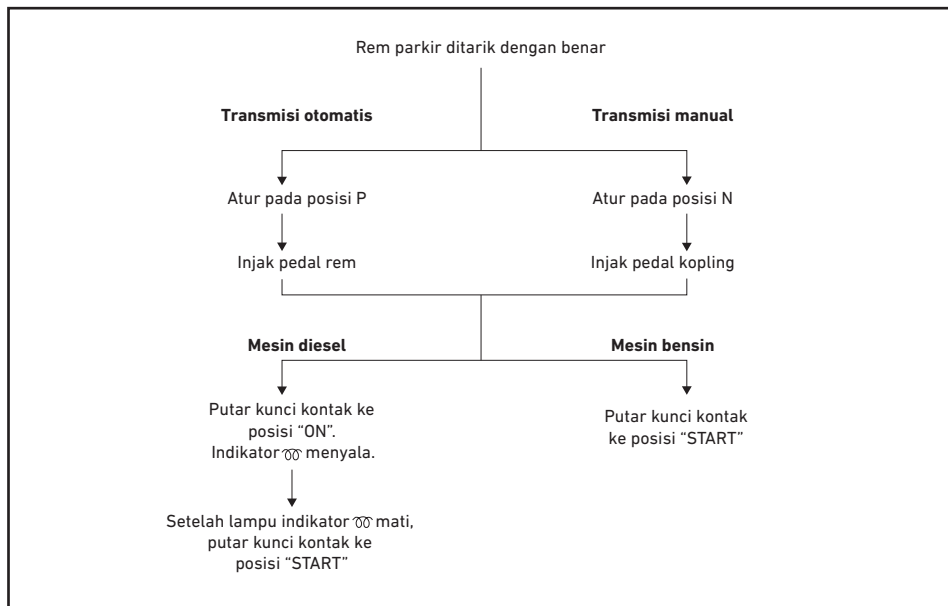 Rem parkir ditarik dengan benar
Transmisi otomatis
Transmisi manual
Atur pada posisi P
Atur pada posisi N
Injak pedal rem
Injak pedal kopling
Mesin diesel
Mesin bensin
Putar kunci kontak ke
posisi “ON”.
Indikator menyala.
Putar kunci kontak
ke posisi “START”
Setelah lampu indikator mati,
putar kunci kontak ke
posisi “START”